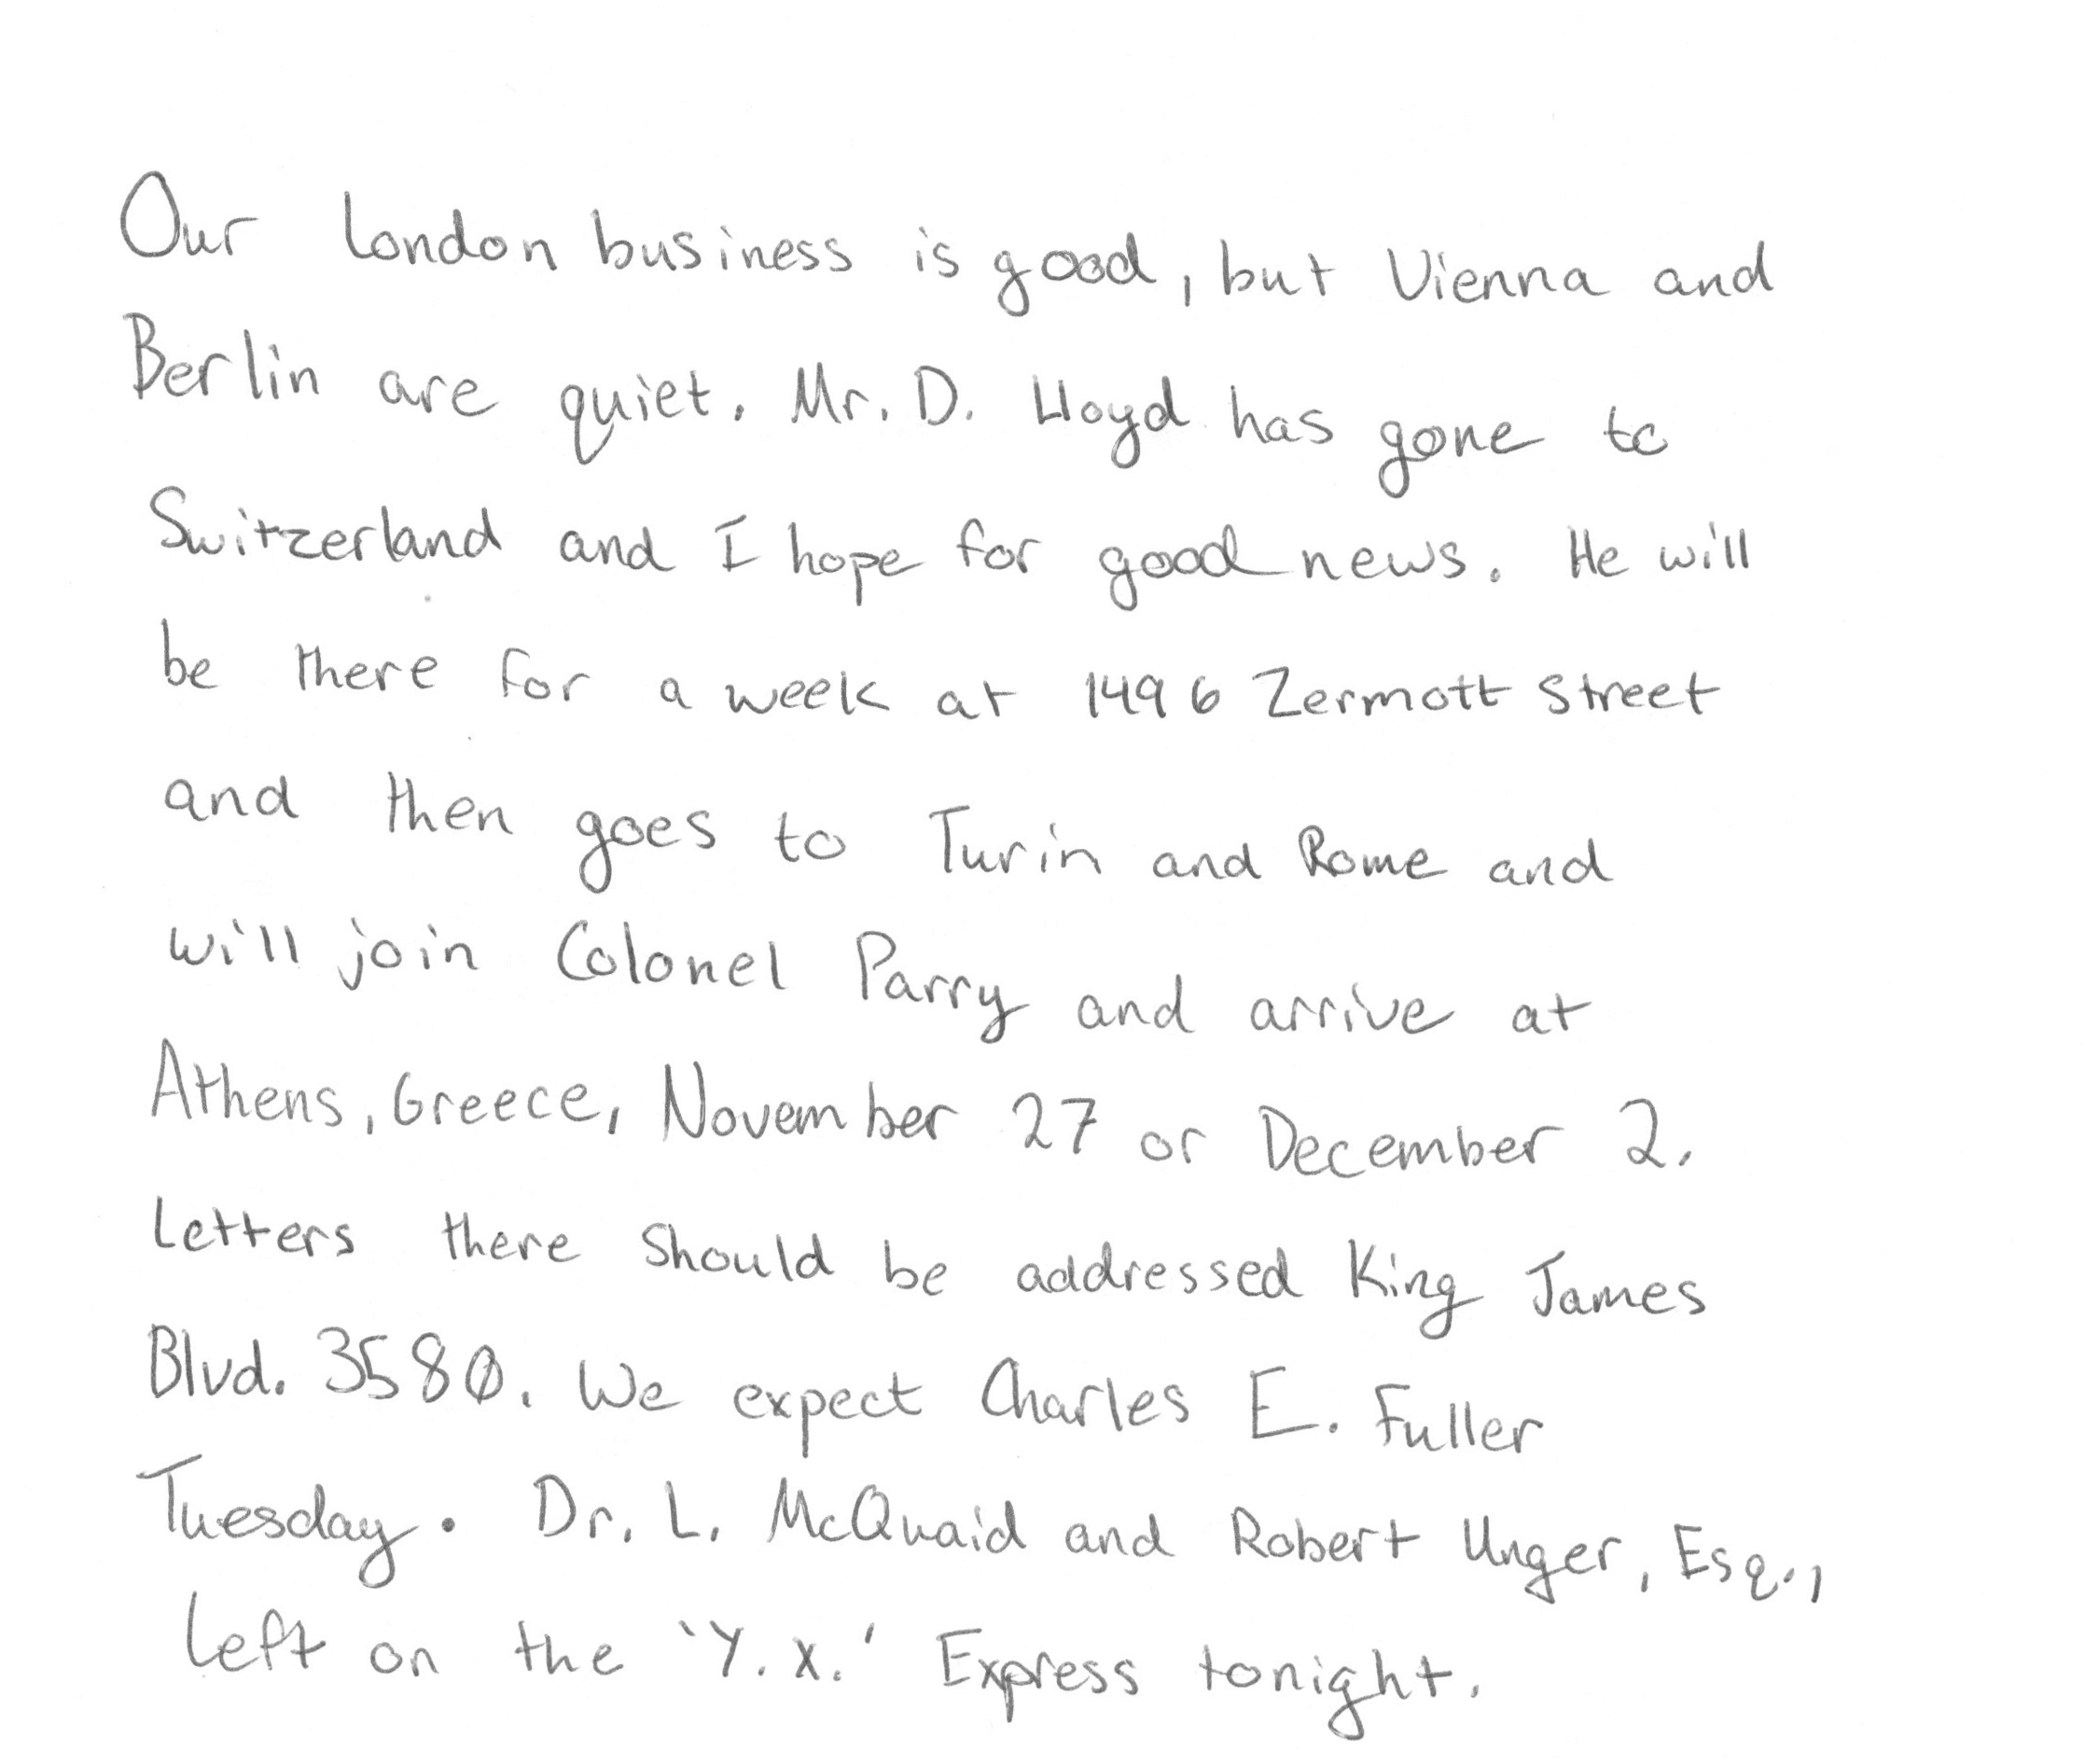 Our London business is good, but Vienna and
Berlin are quiet. Mr. D. Lloyd has gone to
Switzerland and I hope for good news. He will
be there for a week at 1496 Zermott Street
and then goes to Turin and Rome and
will join Colonel Parry and arrive at
Athens, Greece, November 27 or December 2.
Letters there should be addressed King James
Blvd. 3580. We expect Charles E. Fuller
Tuesday. Dr. L. McQuaid and Robert Unger, Esq.,
left on the 'Y.X.' Express tonight.